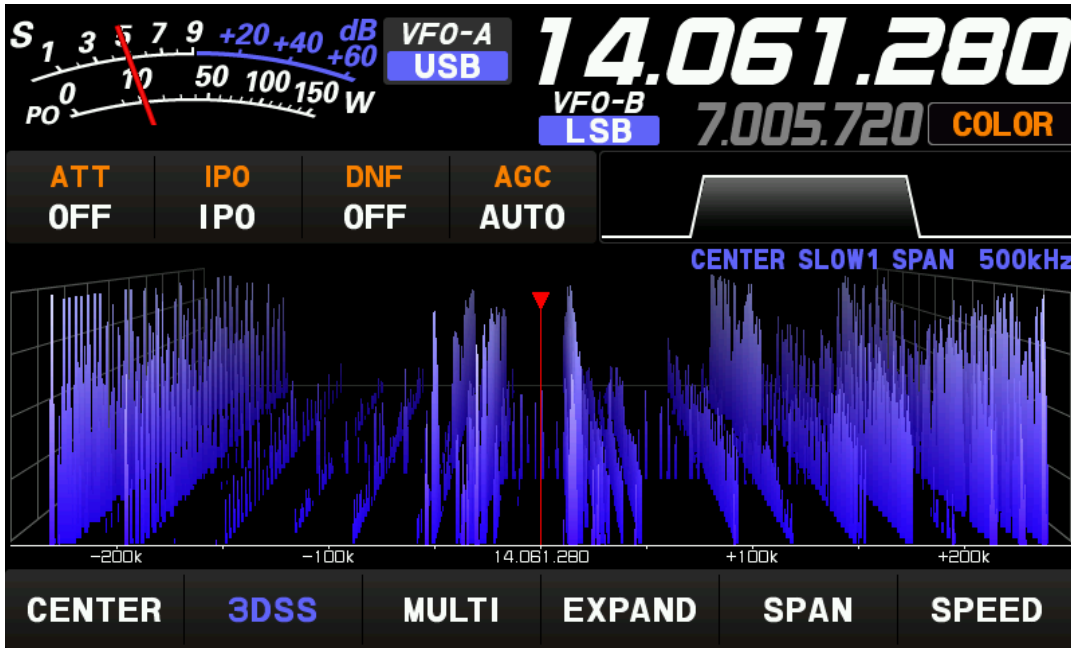 S 1 3 5 7 9 +20 +40 +60 dB
PO 0 10 50 100 150 W
VFO-A
USB
14.061.280
VFO-B
LSB
7.005.720
COLOR
ATT IPO DNF AGC
OFF IPO OFF AUTO
CENTER SLOW1 SPAN 500kHz
-200k -100k 14.061.280 +100k +200k
CENTER 3DSS MULTI EXPAND SPAN SPEED